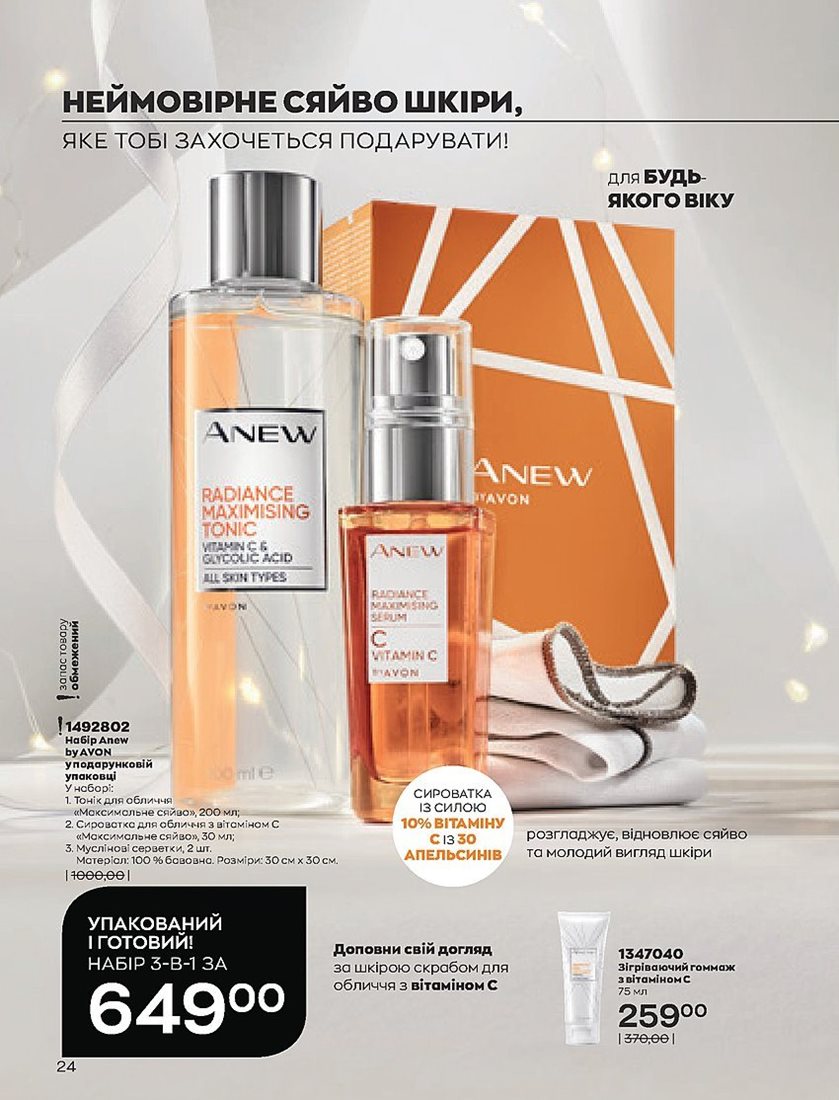 НЕЙМОВІРНЕ СЯЙВО ШКІРИ,
ЯКЕ ТОБІ ЗАХОЧЕТЬСЯ ПОДАРУВАТИ!
для БУДЬ-
ЯКОГО ВІКУ
ANEW
RADIANCE
MAXIMISING
TONIC
VITAMIN C &
GLYCOLIC ACID
ALL SKIN TYPES
BY AVON
ANEW
RADIANCE
MAXIMISING
SERUM
C
VITAMIN C
BY AVON
ANEW
BY AVON
! запас товару
обмежений
! 1492802
Набір Anew
by AVON
у подарунковій
упаковці
У наборі:
1. Тонік для обличчя
«Максимальне сяйво», 200 мл;
2. Сироватка для обличчя з вітаміном С
«Максимальне сяйво», 30 мл;
3. Муслінові серветки, 2 шт.
Матеріал: 100 % бавовна. Розміри: 30 см х 30 см.
| 1000,00 |
СИРОВАТКА
ІЗ СИЛОЮ
10% ВІТАМІНУ
С ІЗ 30
АПЕЛЬСИНІВ
розгладжує, відновлює сяйво
та молодий вигляд шкіри
УПАКОВАНИЙ
І ГОТОВИЙ!
НАБІР 3-В-1 ЗА
649⁰⁰
Доповни свій догляд
за шкірою скрабом для
обличчя з вітаміном С
1347040
Зігріваючий гоммаж
з вітаміном С
75 мл
259⁰⁰
| 370,00 |
24